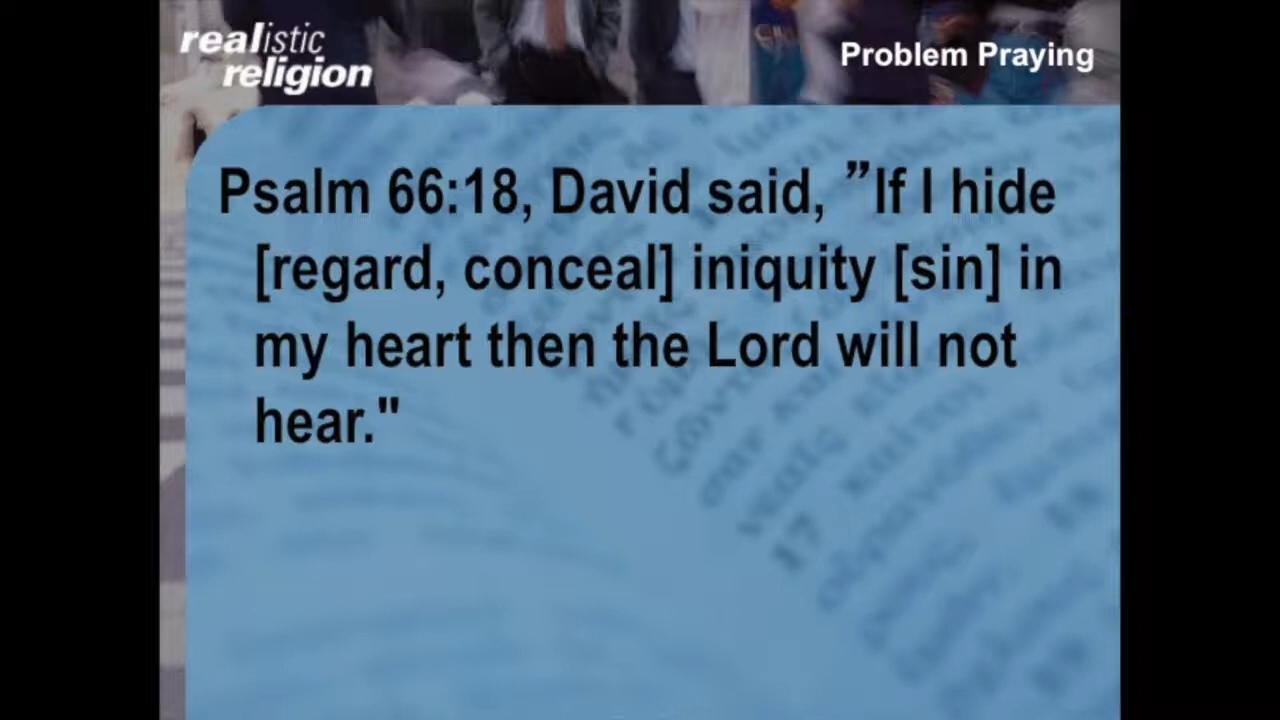 realistic
religion
Problem Praying
Psalm 66:18, David said, ”If I hide
[regard, conceal] iniquity [sin] in
my heart then the Lord will not
hear."